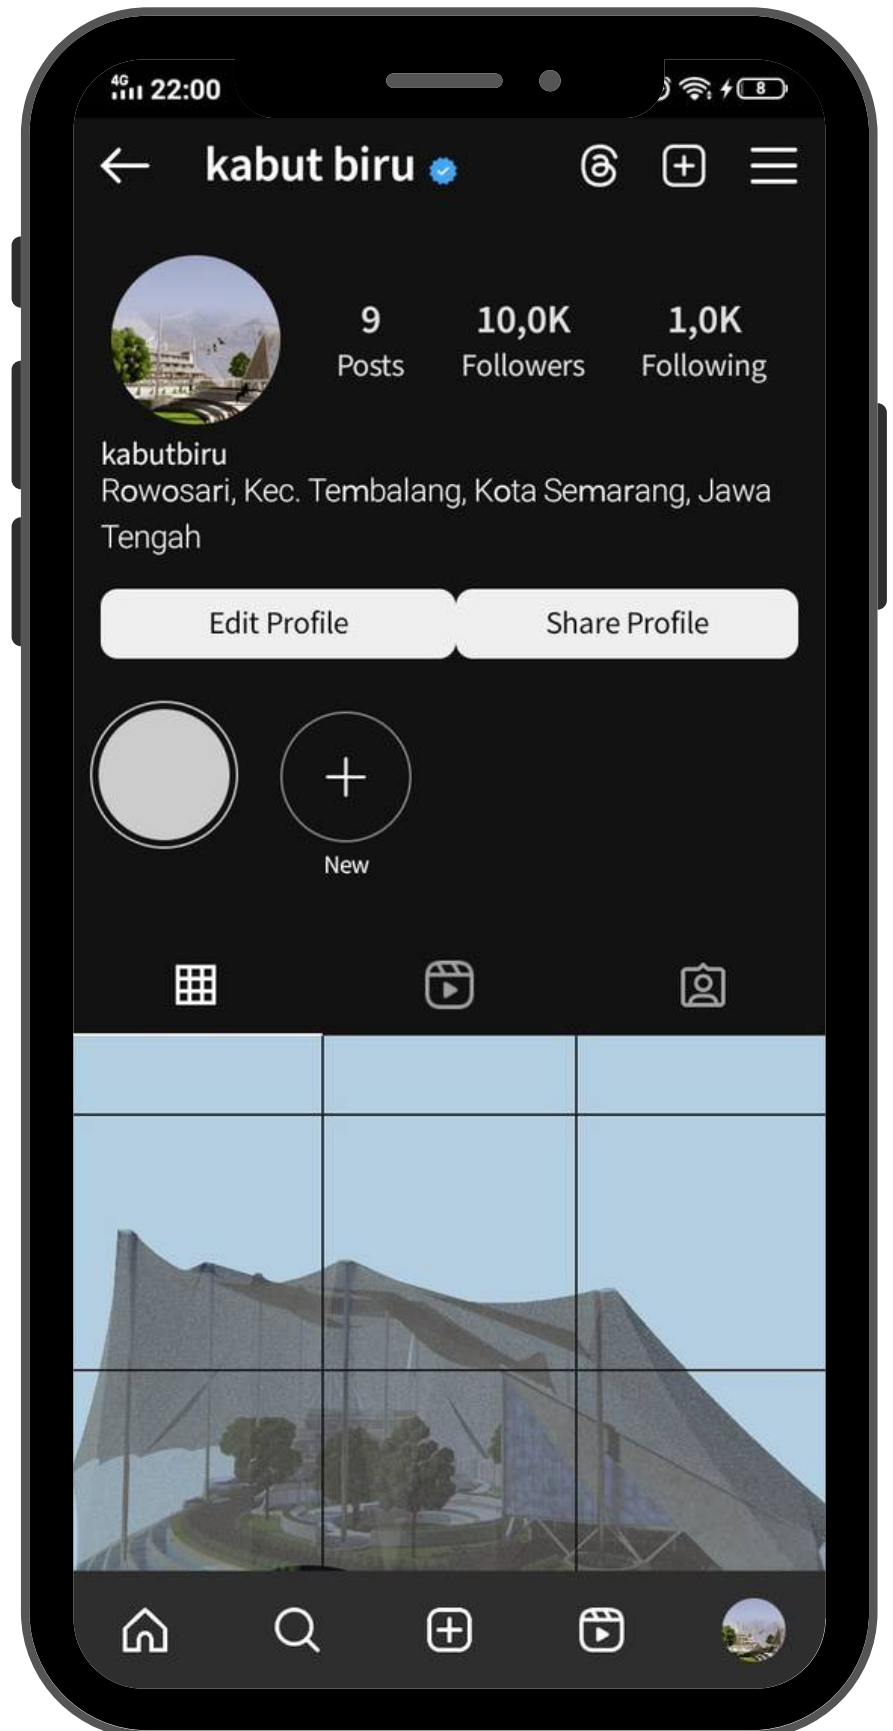 4G 22:00 8
kabut biru
9 10,0K 1,0K
Posts Followers Following
kabutbiru
Rowosari, Kec. Tembalang, Kota Semarang, Jawa
Tengah
Edit Profile Share Profile
New